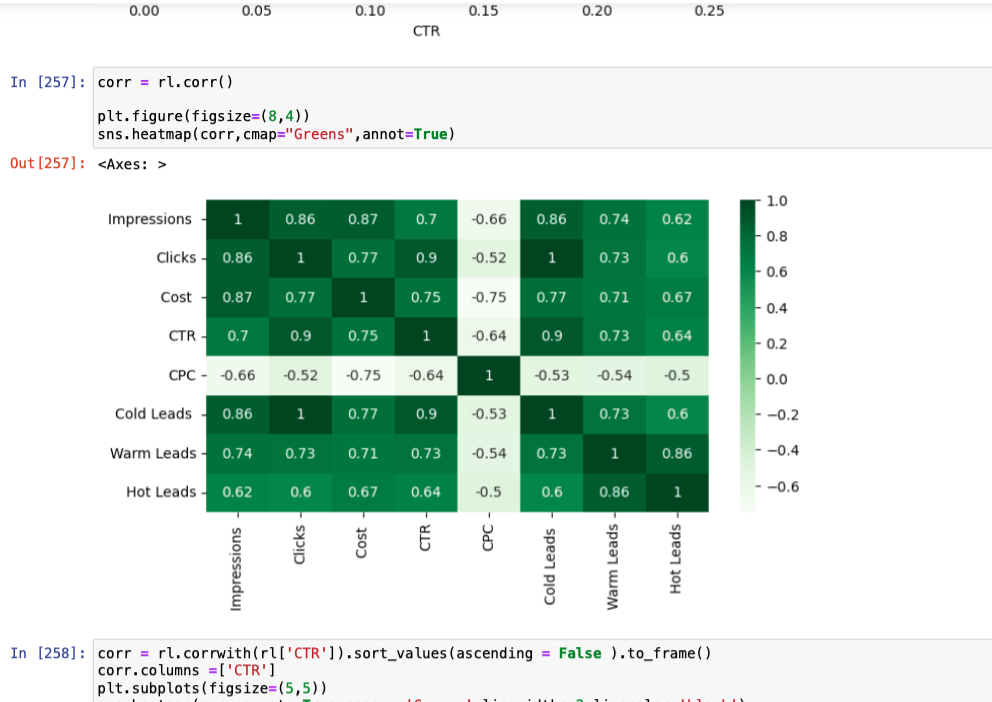 0.00 0.05 0.10 0.15 0.20 0.25
CTR
In [257]: corr = rl.corr()
plt.figure(figsize=(8,4))
sns.heatmap(corr,cmap="Greens",annot=True)
Out[257]: <Axes: >
Impressions 1 0.86 0.87 0.7 -0.66 0.86 0.74 0.62
Clicks 0.86 1 0.77 0.9 -0.52 1 0.73 0.6
Cost 0.87 0.77 1 0.75 -0.75 0.77 0.71 0.67
CTR 0.7 0.9 0.75 1 -0.64 0.9 0.73 0.64
CPC -0.66 -0.52 -0.75 -0.64 1 -0.53 -0.54 -0.5
Cold Leads 0.86 1 0.77 0.9 -0.53 1 0.73 0.6
Warm Leads 0.74 0.73 0.71 0.73 -0.54 0.73 1 0.86
Hot Leads 0.62 0.6 0.67 0.64 -0.5 0.6 0.86 1
Impressions
Clicks
Cost
CTR
CPC
Cold Leads
Warm Leads
Hot Leads
1.0
0.8
0.6
0.4
0.2
0.0
−0.2
−0.4
−0.6
In [258]: corr = rl.corrwith(rl['CTR']).sort_values(ascending = False ).to_frame()
corr.columns =['CTR']
plt.subplots(figsize=(5,5))